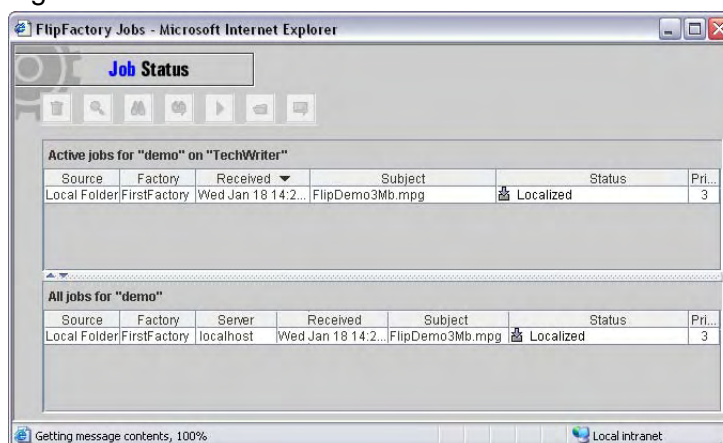 FlipFactory Jobs - Microsoft Internet Explorer
Job Status
Active jobs for "demo" on "TechWriter"
Source Factory Received Subject Status Pri...
Local Folder FirstFactory Wed Jan 18 14:2... FlipDemo3Mb.mpg Localized 3
All jobs for "demo"
Source Factory Server Received Subject Status Pri...
Local Folder FirstFactory localhost Wed Jan 18 14:2... FlipDemo3Mb.mpg Localized 3
Getting message contents, 100% Local intranet